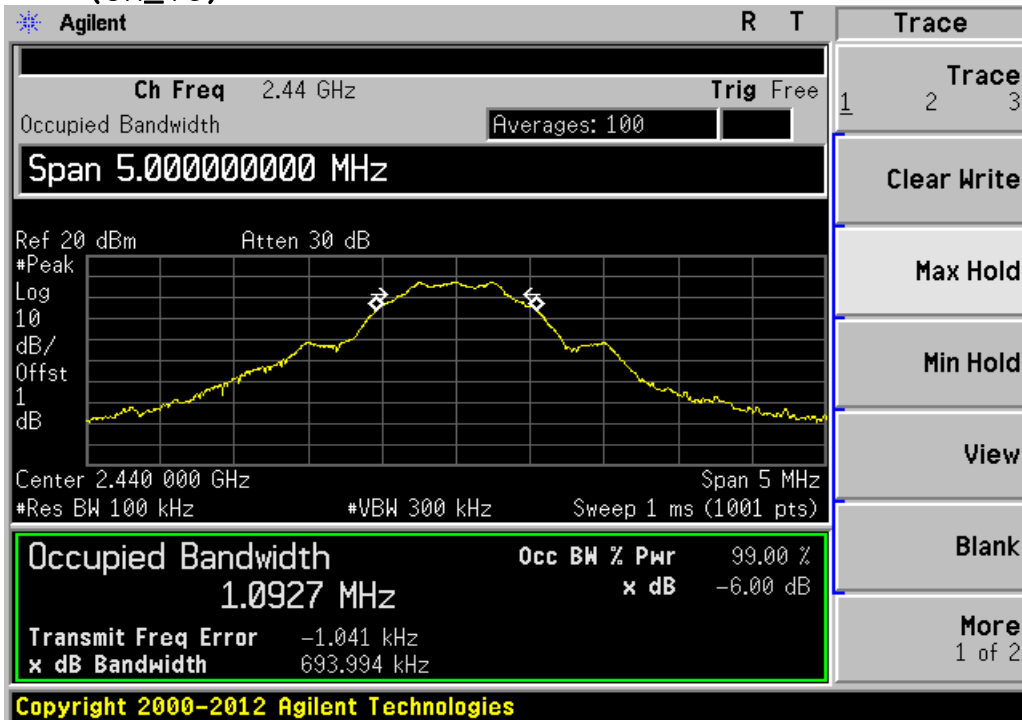 Agilent R T
Trace
Ch Freq 2.44 GHz Trig Free
Occupied Bandwidth Averages: 100
Span 5.000000000 MHz
Ref 20 dBm Atten 30 dB
#Peak
Log
10
dB/
Offst
1
dB
Center 2.440 000 GHz Span 5 MHz
#Res BW 100 kHz #VBW 300 kHz Sweep 1 ms (1001 pts)
Occupied Bandwidth Occ BW % Pwr 99.00 %
1.0927 MHz x dB -6.00 dB
Transmit Freq Error -1.041 kHz
x dB Bandwidth 693.994 kHz
Copyright 2000-2012 Agilent Technologies
Trace
1 2 3
Clear Write
Max Hold
Min Hold
View
Blank
More
1 of 2